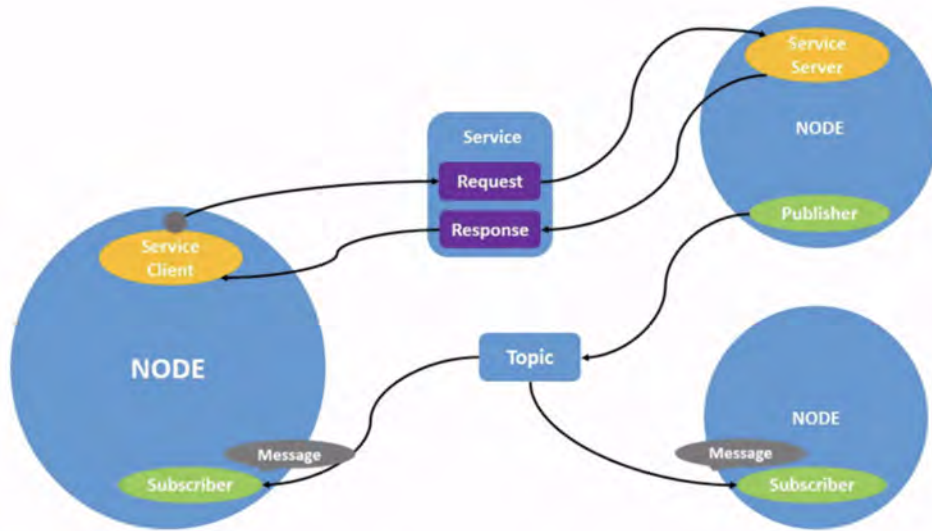 Service
Server
NODE
Publisher
Service
Request
Response
Service
Client
NODE
Message
Subscriber
Topic
NODE
Message
Subscriber